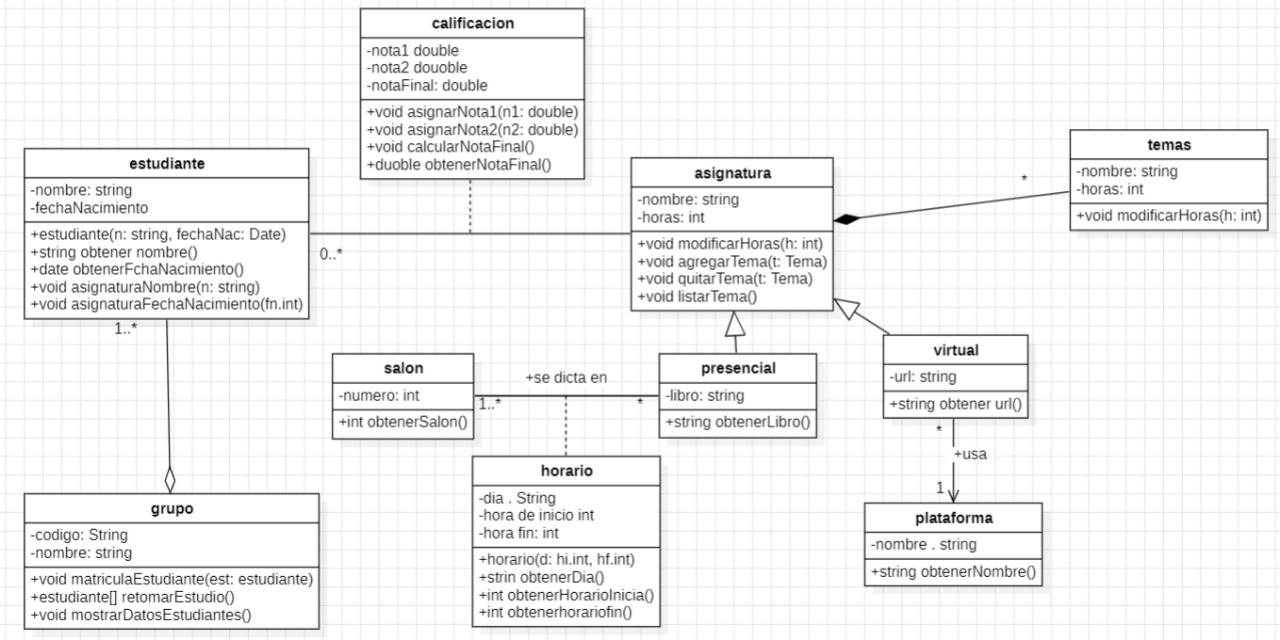 calificacion
-nota1 double
-nota2 douoble
-notaFinal: double
+void asignarNota1(n1: double)
+void asignarNota2(n2: double)
+void calcularNotaFinal()
+duoble obtenerNotaFinal()
estudiante
-nombre: string
-fechaNacimiento
+estudiante(n: string, fechaNac: Date)
+string obtener nombre()
+date obtenerFchaNacimiento()
+void asignaturaNombre(n: string)
+void asignaturaFechaNacimiento(fn.int)
0..*
1..*
asignatura
-nombre: string
-horas: int
+void modificarHoras(h: int)
+void agregarTema(t: Tema)
+void quitarTema(t: Tema)
+void listarTema()
*
temas
-nombre: string
-horas: int
+void modificarHoras(h: int)
salon
-numero: int
+int obtenerSalon()
+se dicta en
1..*
*
presencial
-libro: string
+string obtenerLibro()
virtual
-url: string
+string obtener url()
*
+usa
1
horario
-dia . String
-hora de inicio int
-hora fin: int
+horario(d: hi.int, hf.int)
+strin obtenerDia()
+int obtenerHorarioInicia()
+int obtenerhorariofin()
plataforma
-nombre . string
+string obtenerNombre()
grupo
-codigo: String
-nombre: string
+void matriculaEstudiante(est: estudiante)
+estudiante[] retomarEstudio()
+void mostrarDatosEstudiantes()